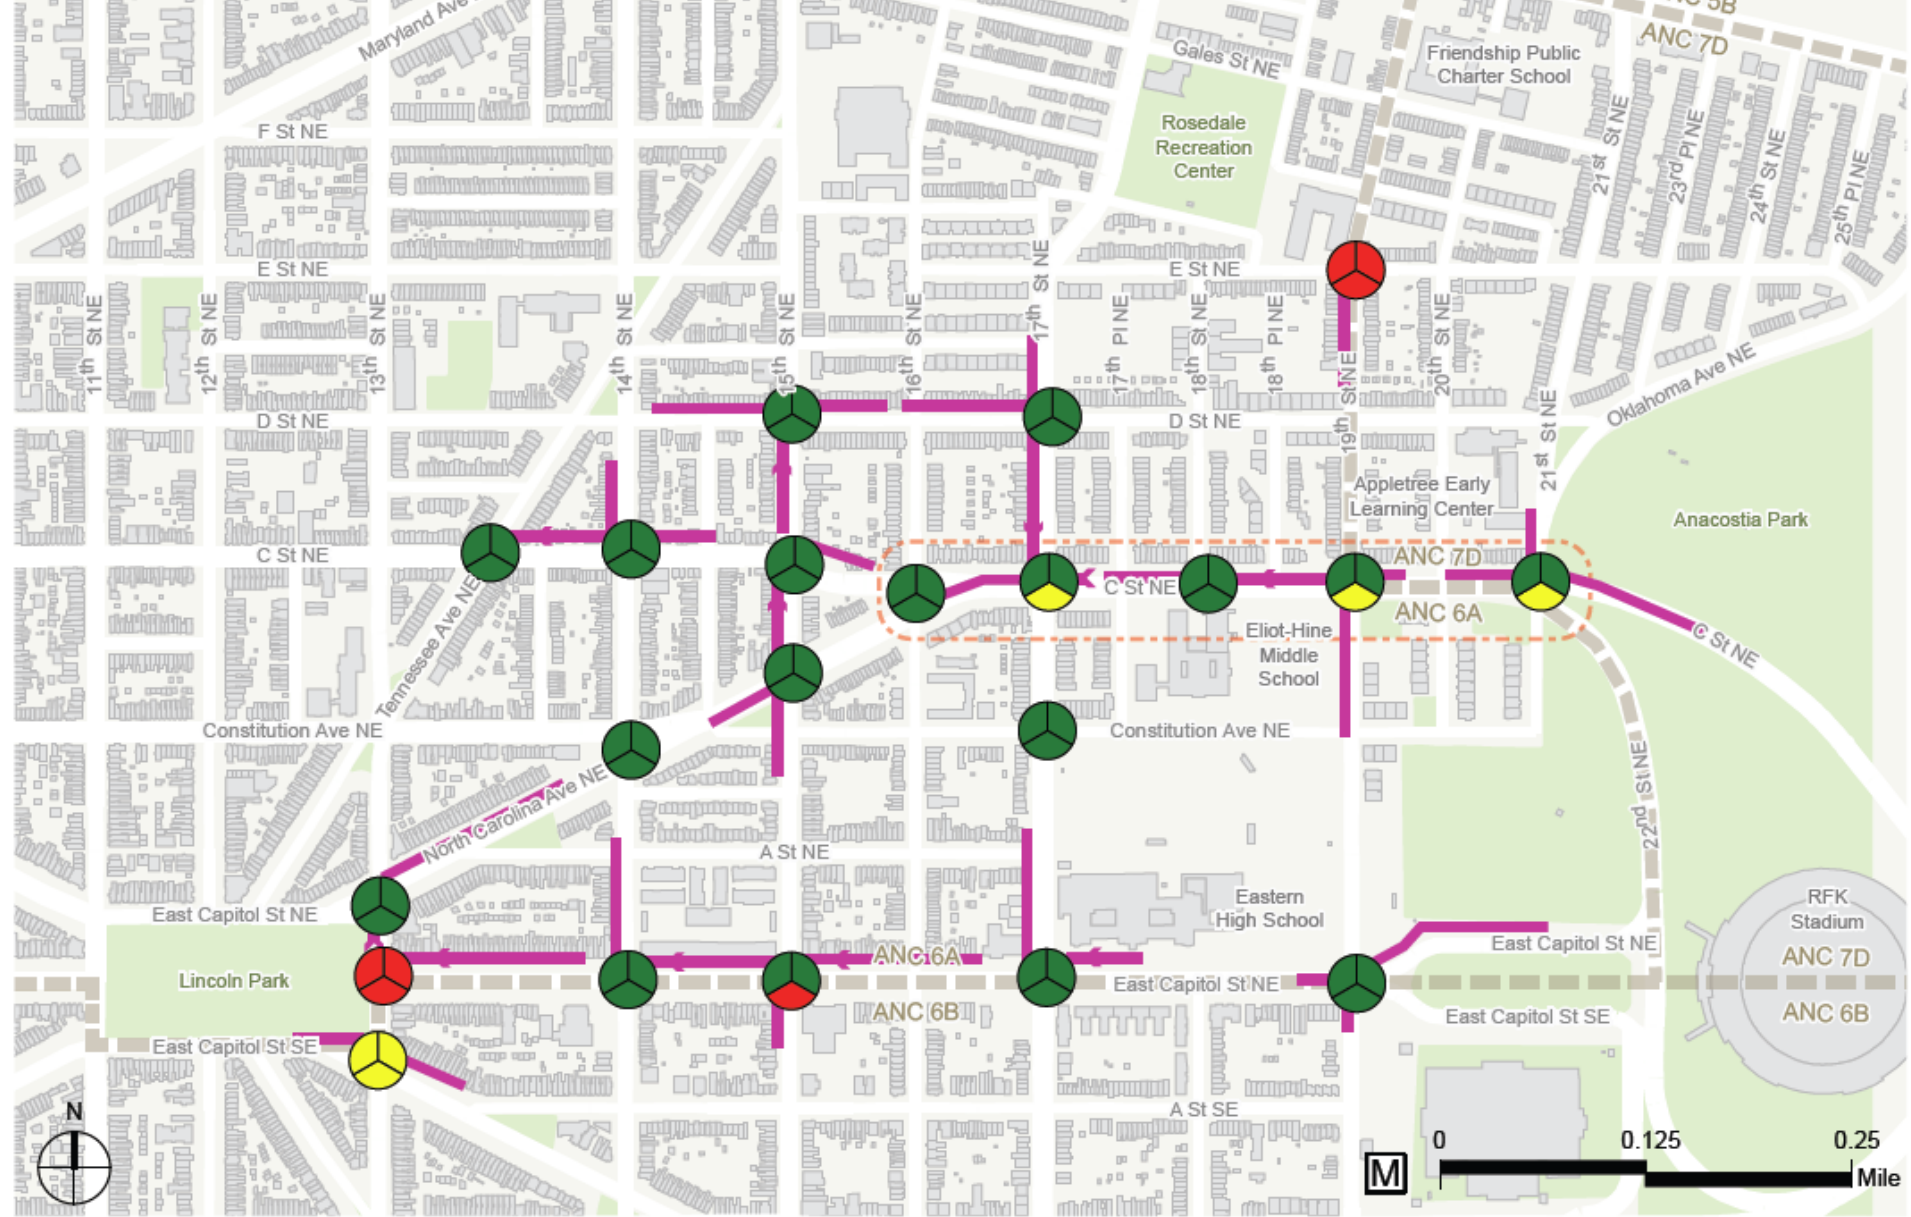 Maryland Ave
NC 5B
ANC 7D
Gales St NE
Friendship Public
Charter School
Rosedale
Recreation
Center
21st St NE
23rd Pl NE
24th St NE
25th Pl NE
F St NE
E St NE
E St NE
11th St NE
12th St NE
13th St NE
14th St NE
15th St NE
16th St NE
17th St NE
17th Pl NE
18th St NE
18th Pl NE
19th St NE
20th St NE
21st St NE
Oklahoma Ave NE
D St NE
D St NE
Appletree Early
Learning Center
Anacostia Park
C St NE
ANC 7D
C St NE
ANC 6A
C St NE
Tennessee Ave NE
Eliot-Hine
Middle
School
Constitution Ave NE
Constitution Ave NE
22nd St NE
North Carolina Ave NE
A St NE
East Capitol St NE
Eastern
High School
RFK
Stadium
East Capitol St NE
ANC 6A
ANC 7D
Lincoln Park
East Capitol St NE
ANC 6B
ANC 6B
East Capitol St SE
East Capitol St SE
A St SE
N
0 0.125 0.25
M
Mile